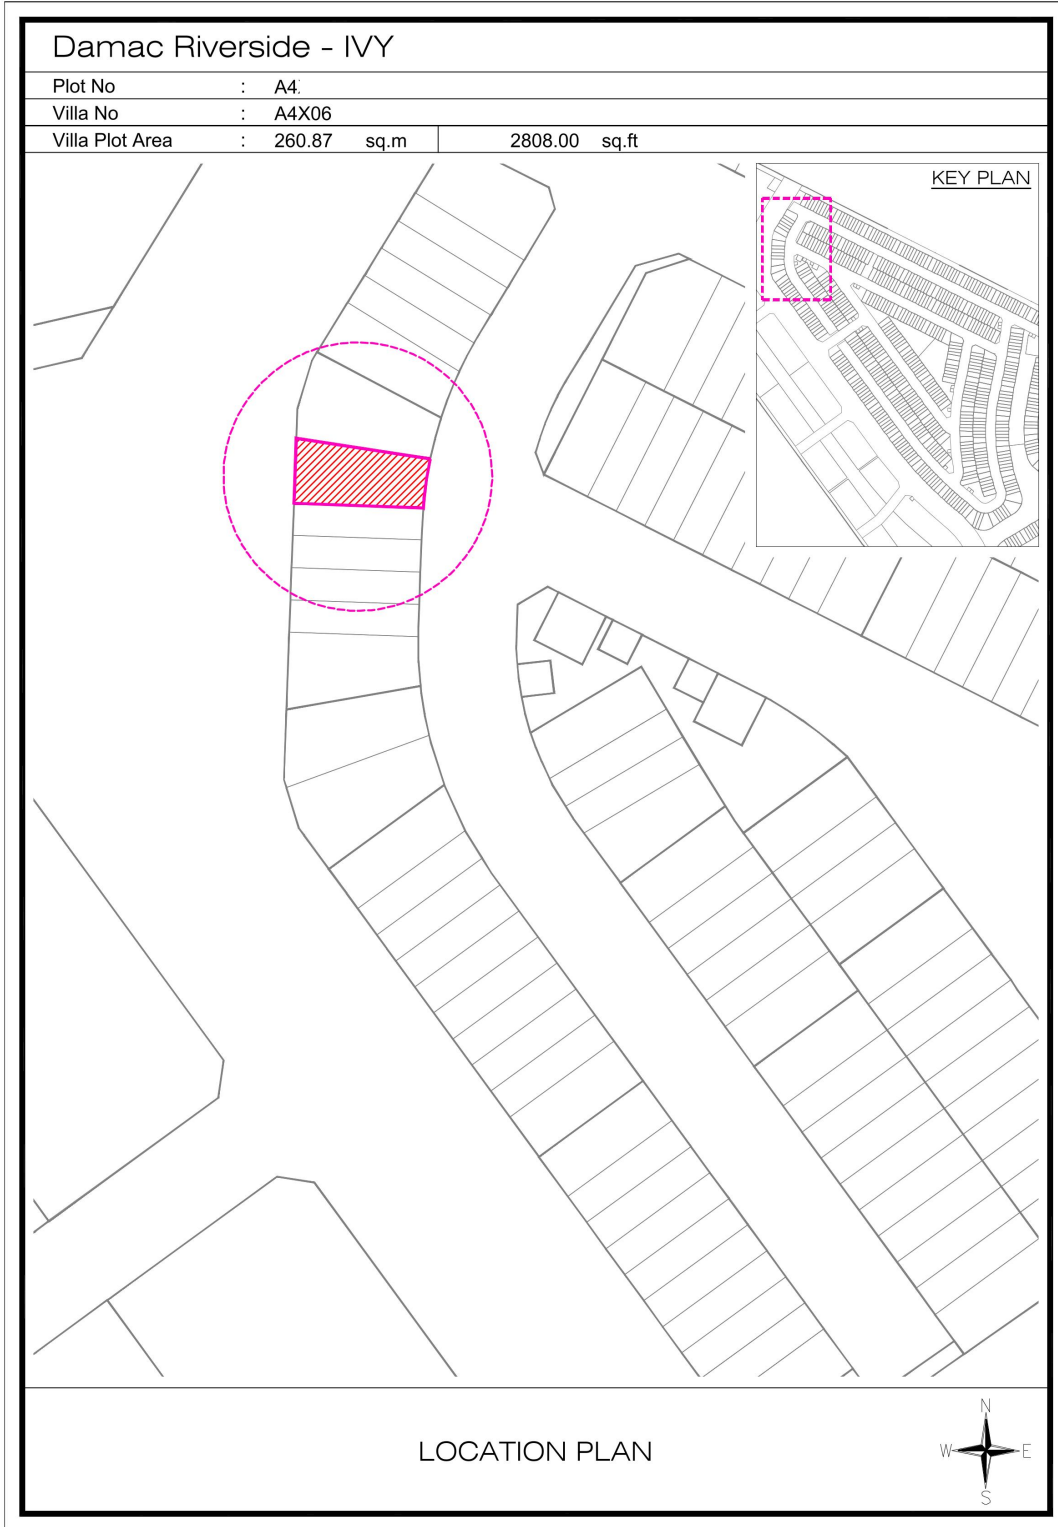 Damac Riverside - IVY
Plot No : A4
Villa No : A4X06
Villa Plot Area : 260.87 sq.m 2808.00 sq.ft
KEY PLAN
LOCATION PLAN
N
W E
S